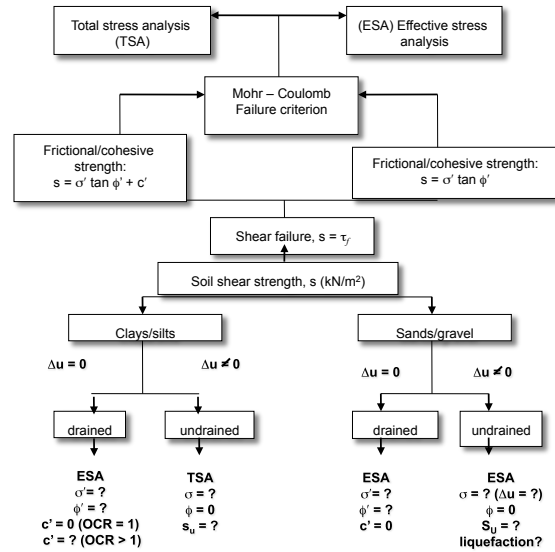 Total stress analysis
(TSA)
(ESA) Effective stress
analysis
Mohr – Coulomb
Failure criterion
Frictional/cohesive
strength:
s = σ′ tan ϕ′ + c′
Frictional/cohesive strength:
s = σ′ tan ϕ′
Shear failure, s = τf
Soil shear strength, s (kN/m²)
Clays/silts
Sands/gravel
Δu = 0
Δu ≠ 0
Δu = 0
Δu ≠ 0
drained
undrained
drained
undrained
ESA
σ′= ?
ϕ′ = ?
c' = 0 (OCR = 1)
c' = ? (OCR > 1)
TSA
σ = ?
ϕ = 0
su = ?
ESA
σ′= ?
ϕ′ = ?
c' = 0
ESA
σ = ? (Δu = ?)
ϕ = 0
Su = ?
liquefaction?